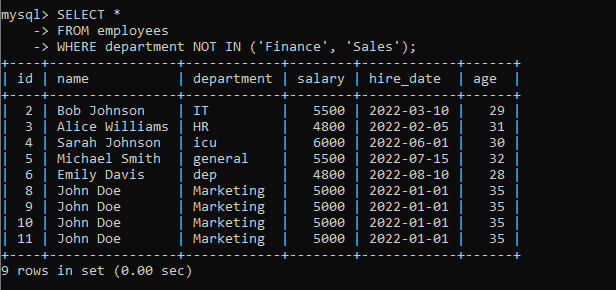 mysql> SELECT *
    -> FROM employees
    -> WHERE department NOT IN ('Finance', 'Sales');
+----+----------------+------------+--------+------------+------+
| id | name           | department | salary | hire_date  | age  |
+----+----------------+------------+--------+------------+------+
|  2 | Bob Johnson    | IT         |   5500 | 2022-03-10 |   29 |
|  3 | Alice Williams | HR         |   4800 | 2022-02-05 |   31 |
|  4 | Sarah Johnson  | icu        |   6000 | 2022-06-01 |   30 |
|  5 | Michael Smith  | general    |   5500 | 2022-07-15 |   32 |
|  6 | Emily Davis    | dep        |   4800 | 2022-08-10 |   28 |
|  8 | John Doe       | Marketing  |   5000 | 2022-01-01 |   35 |
|  9 | John Doe       | Marketing  |   5000 | 2022-01-01 |   35 |
| 10 | John Doe       | Marketing  |   5000 | 2022-01-01 |   35 |
| 11 | John Doe       | Marketing  |   5000 | 2022-01-01 |   35 |
+----+----------------+------------+--------+------------+------+
9 rows in set (0.00 sec)